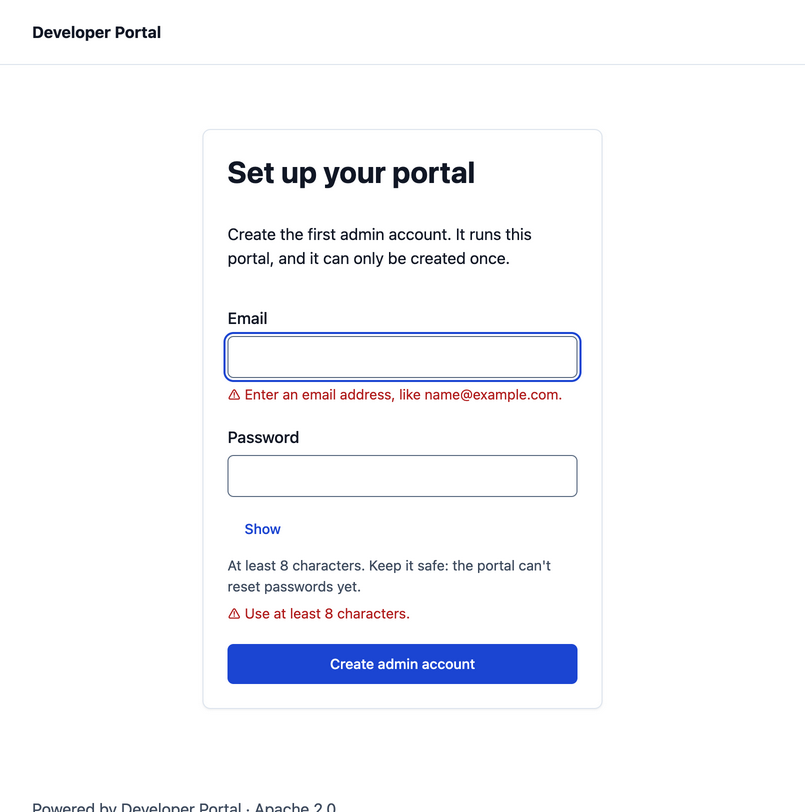 Developer Portal
Set up your portal
Create the first admin account. It runs this
portal, and it can only be created once.
Email
Enter an email address, like name@example.com.
Password
Show
At least 8 characters. Keep it safe: the portal can't
reset passwords yet.
Use at least 8 characters.
Create admin account
Powered by Developer Portal · Apache 2.0